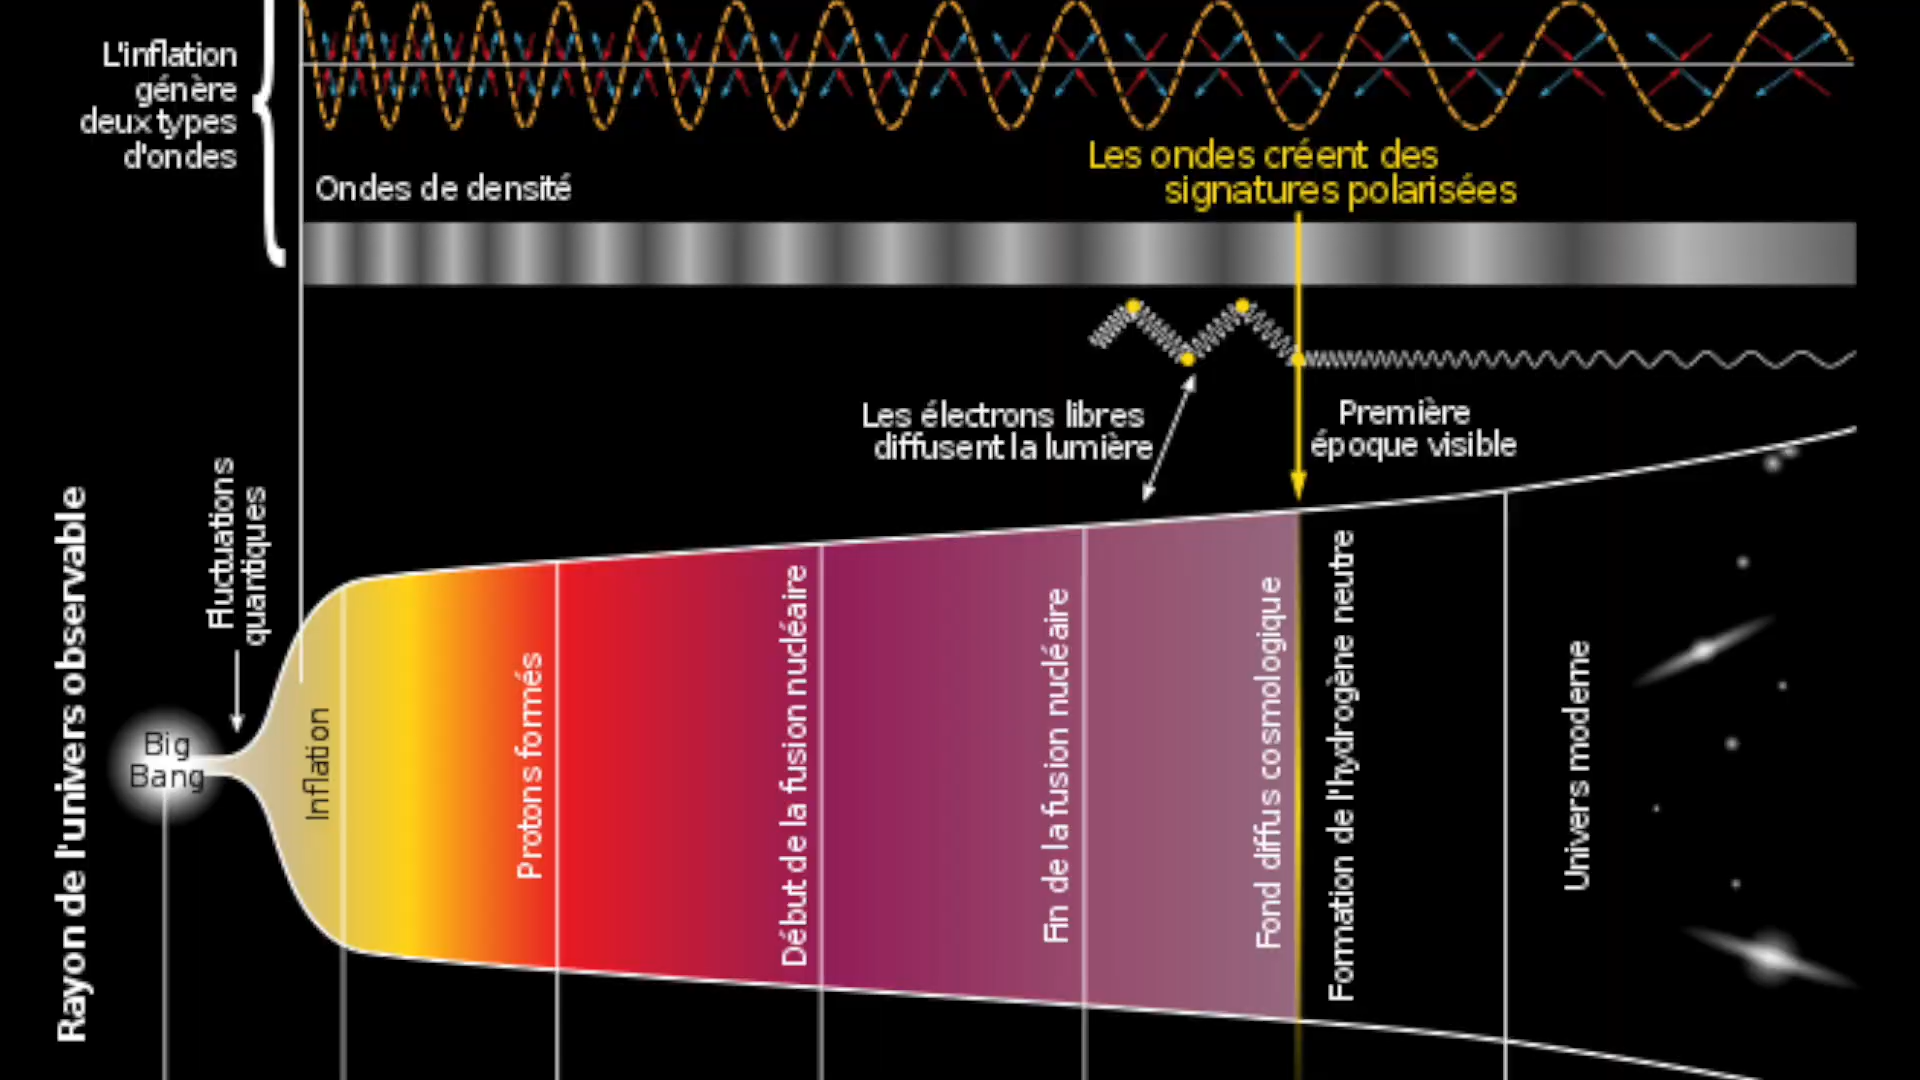 L'inflation
génère
deux types
d'ondes
Ondes de densité
Les ondes créent des
signatures polarisées
Les électrons libres
diffusent la lumière
Première
époque visible
Rayon de l'univers observable
Fluctuations
quantiques
Big
Bang
Inflation
Protons formés
Début de la fusion nucléaire
Fin de la fusion nucléaire
Fond diffus cosmologique
Formation de l'hydrogène neutre
Univers moderne